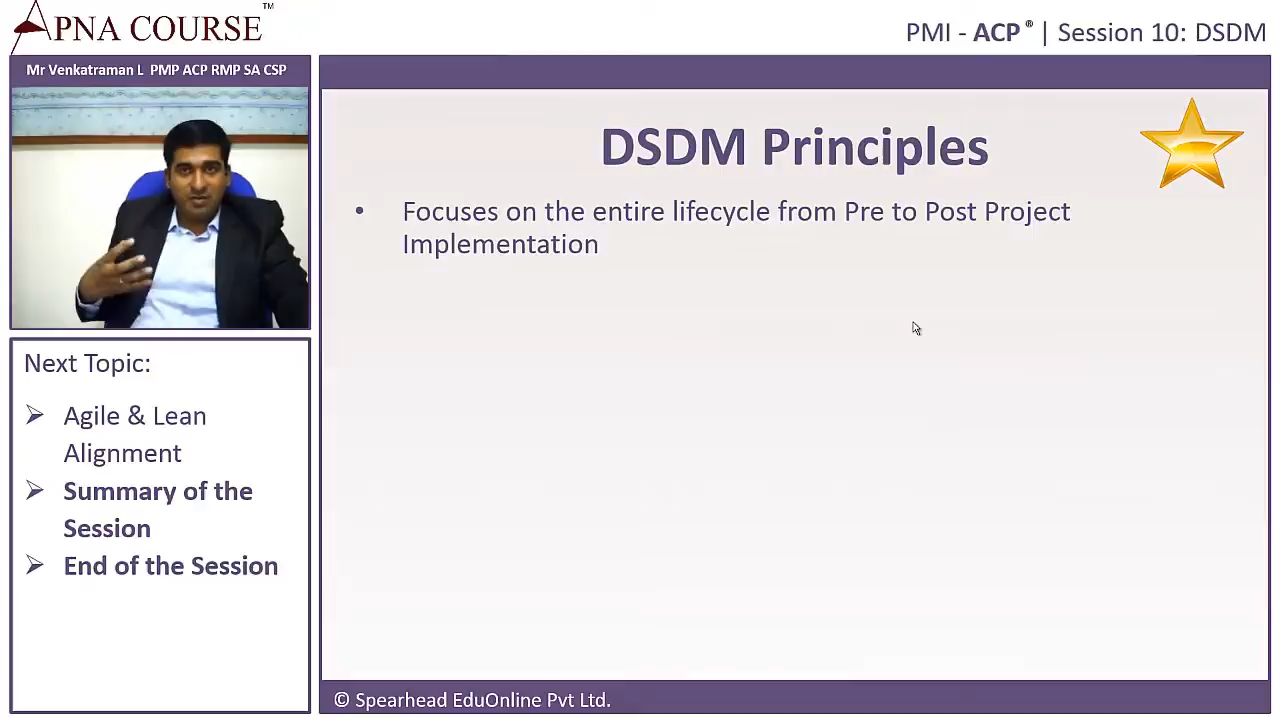 APNA COURSE™
PMI - ACP® | Session 10: DSDM
Mr Venkatraman L PMP ACP RMP SA CSP
DSDM Principles
• Focuses on the entire lifecycle from Pre to Post Project
Implementation
Next Topic:
➢ Agile & Lean
Alignment
➢ Summary of the
Session
➢ End of the Session
© Spearhead EduOnline Pvt Ltd.